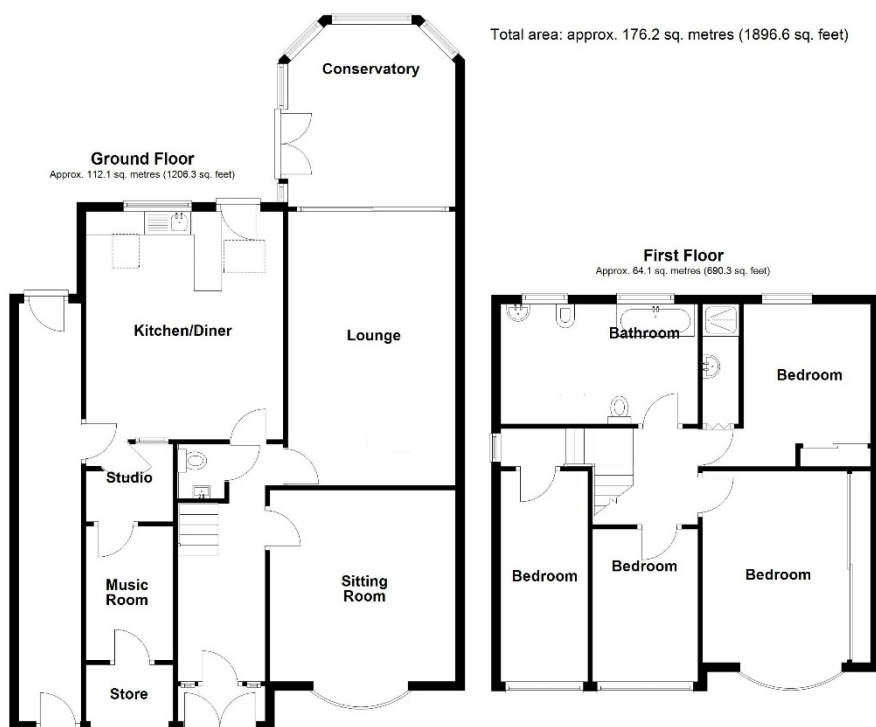 Total area: approx. 176.2 sq. metres (1896.6 sq. feet)
Conservatory
Ground Floor
Approx. 112.1 sq. metres (1206.3 sq. feet)
Kitchen/Diner
Lounge
Studio
Music
Room
Sitting
Room
Store
First Floor
Approx. 64.1 sq. metres (690.3 sq. feet)
Bathroom
Bedroom
Bedroom
Bedroom
Bedroom